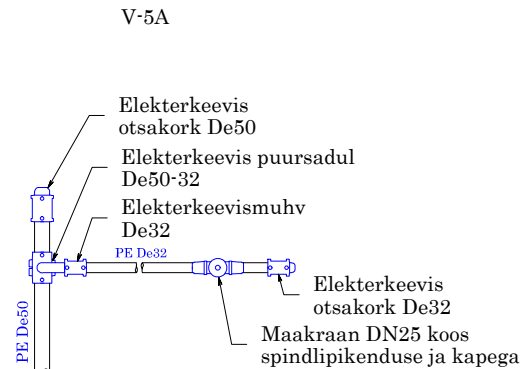 V-5A
Elekterkeevis
otsakork De50
Elekterkeevis puursadul
De50-32
Elekterkeevismuhv
De32
PE De32
PE De50
Elekterkeevis
otsakork De32
Maakraan DN25 koos
spindlipikenduse ja kapega